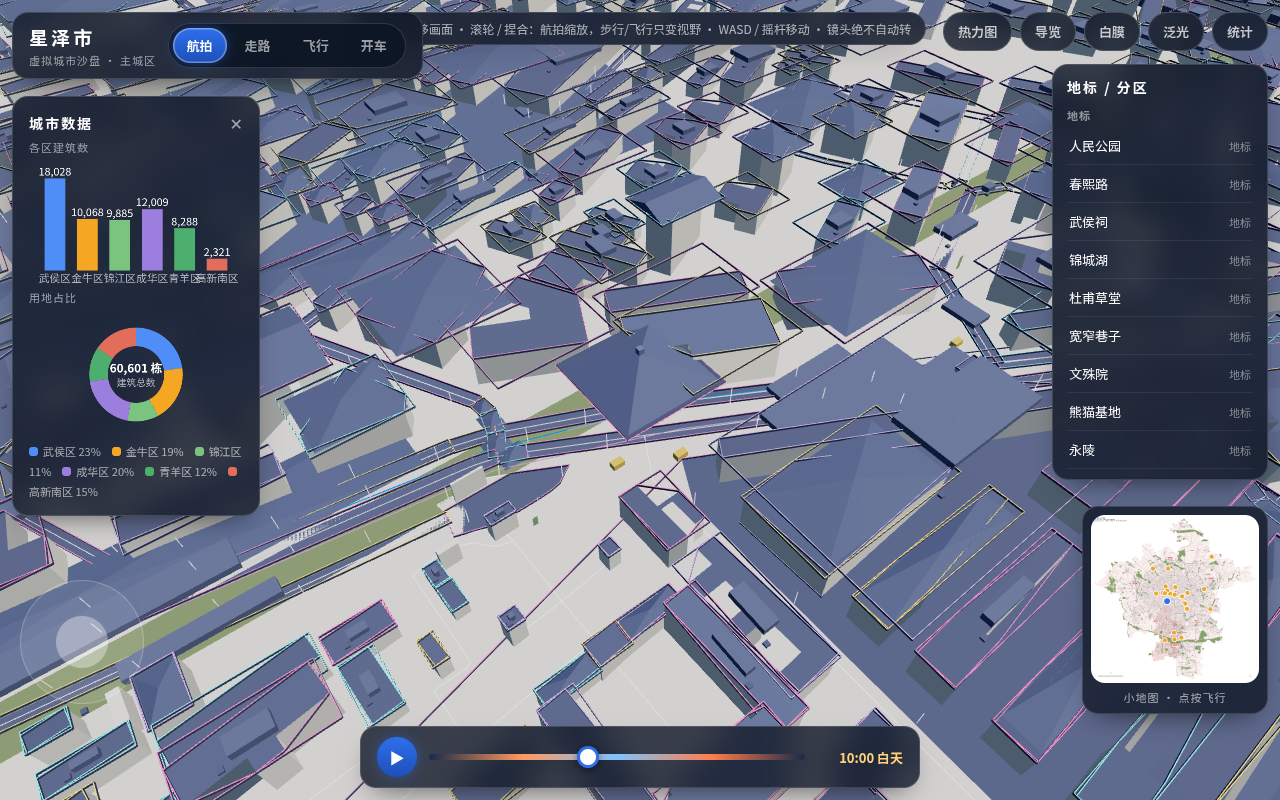 星泽市
虚拟城市沙盘 · 主城区
航拍 走路 飞行 开车
画面 · 滚轮 / 捏合：航拍缩放，步行/飞行只变视野 · WASD / 摇杆移动 · 镜头绝不自动转
热力图 导览 白膜 泛光 统计
城市数据 ✕
各区建筑数
18,028 10,068 9,885 12,009 8,288 2,321
武侯区 金牛区 锦江区 成华区 青羊区 高新南区
用地占比
60,601 栋
建筑总数
武侯区 23% 金牛区 19% 锦江区
11% 成华区 20% 青羊区 12%
高新南区 15%
地标 / 分区
地标
人民公园 地标
春熙路 地标
武侯祠 地标
锦城湖 地标
杜甫草堂 地标
宽窄巷子 地标
文殊院 地标
熊猫基地 地标
永陵 地标
小地图 · 点按飞行
10:00 白天